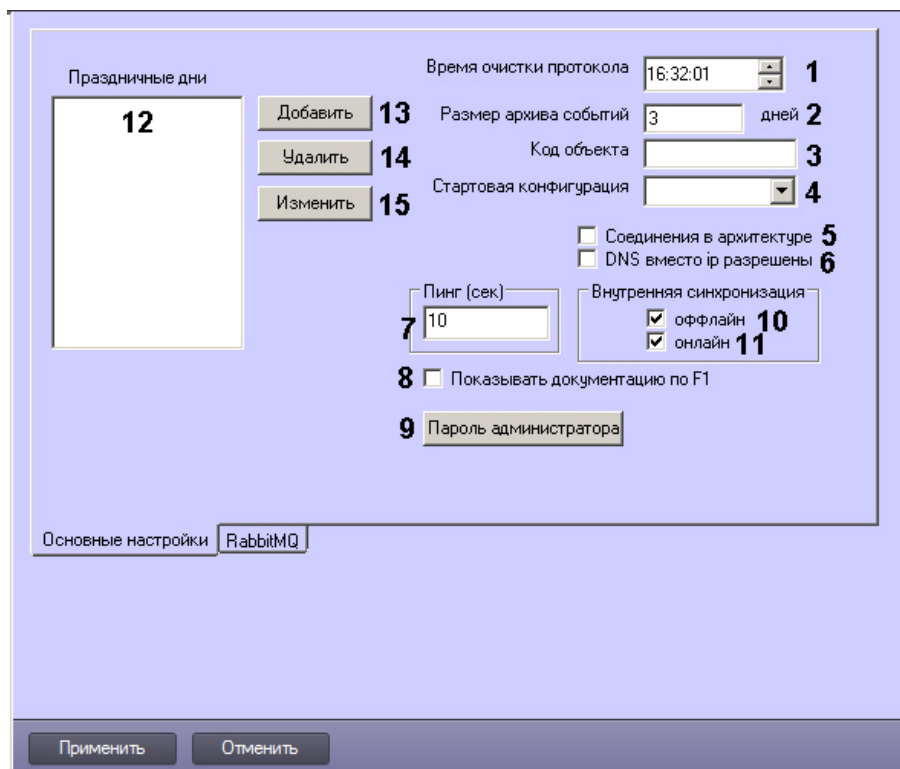 Праздничные дни
12
Добавить 13
Удалить 14
Изменить 15
Время очистки протокола 16:32:01 1
Размер архива событий 3 дней 2
Код объекта 3
Стартовая конфигурация 4
Соединения в архитектуре 5
DNS вместо ip разрешены 6
Пинг (сек)
7 10
Внутренняя синхронизация
оффлайн 10
онлайн 11
8 Показывать документацию по F1
9 Пароль администратора
Основные настройки RabbitMQ
Применить Отменить